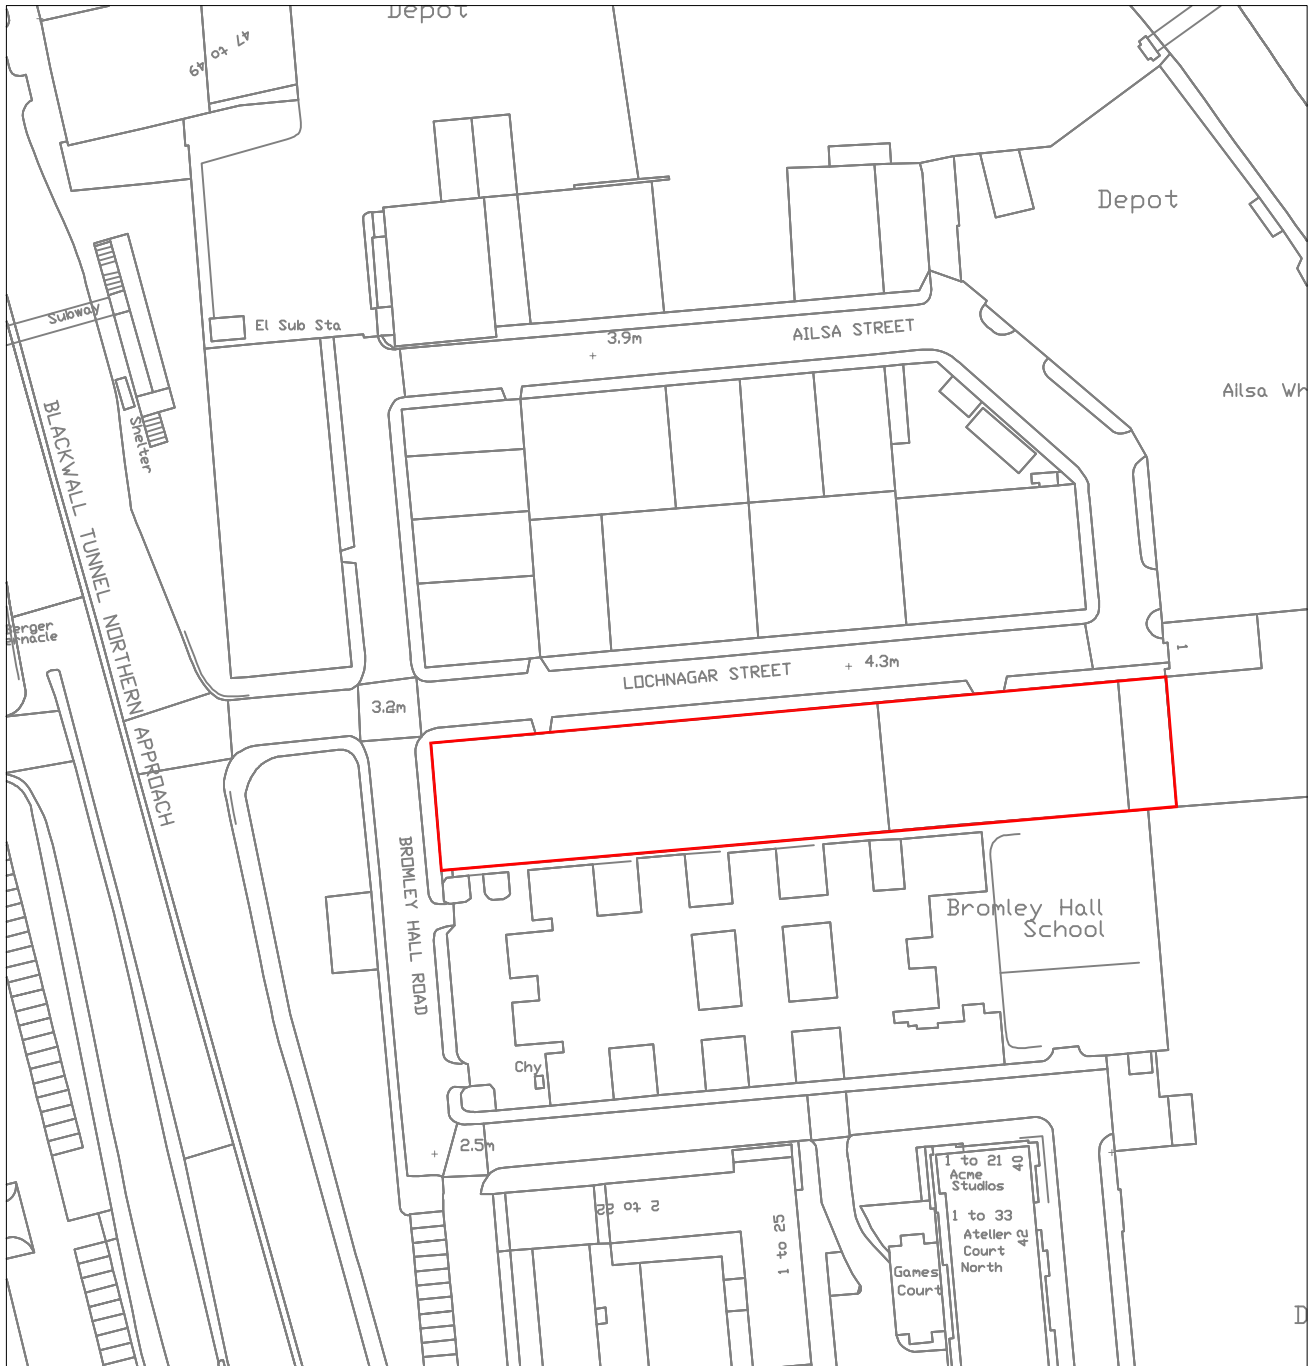 Depot
47 to 49
Depot
Subway
El Sub Sta
3.9m
AILSA STREET
Ailsa Wh
Shelter
BLACKWALL TUNNEL NORTHERN APPROACH
erger
ernacle
LOCHNAGAR STREET
4.3m
1
3.2m
BROMLEY HALL ROAD
Bromley Hall
School
Chy
2.5m
2 to 22
1 to 25
1 to 21
40
Acme
Studios
1 to 33
Atelier
Court
North
42
Games
Court
D